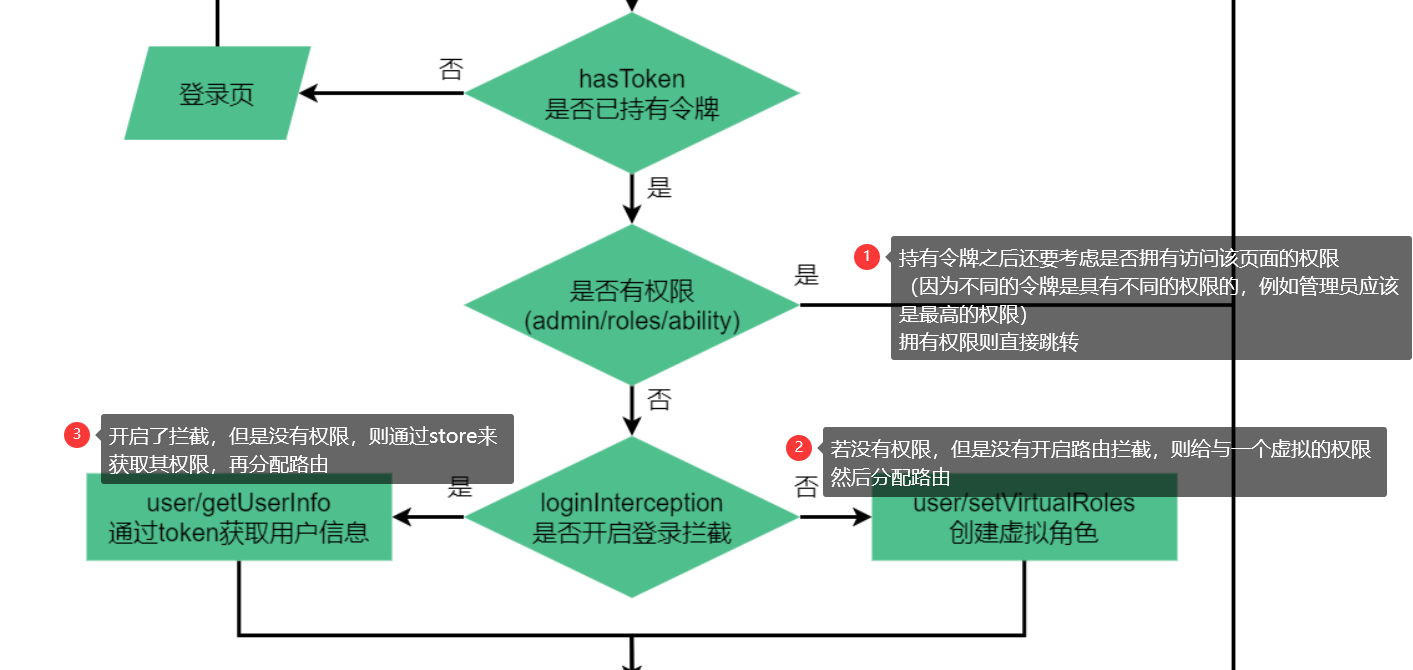 否
hasToken
是否已持有令牌
登录页
是
1
持有令牌之后还要考虑是否拥有访问该页面的权限
（因为不同的令牌是具有不同的权限的，例如管理员应该
是最高的权限）
拥有权限则直接跳转
是
是否有权限
(admin/roles/ability)
否
3
开启了拦截，但是没有权限，则通过store来
获取其权限，再分配路由
2
若没有权限，但是没有开启路由拦截，则给与一个虚拟的权限
然后分配路由
是
否
user/getUserInfo
通过token获取用户信息
loginInterception
是否开启登录拦截
user/setVirtualRoles
创建虚拟角色